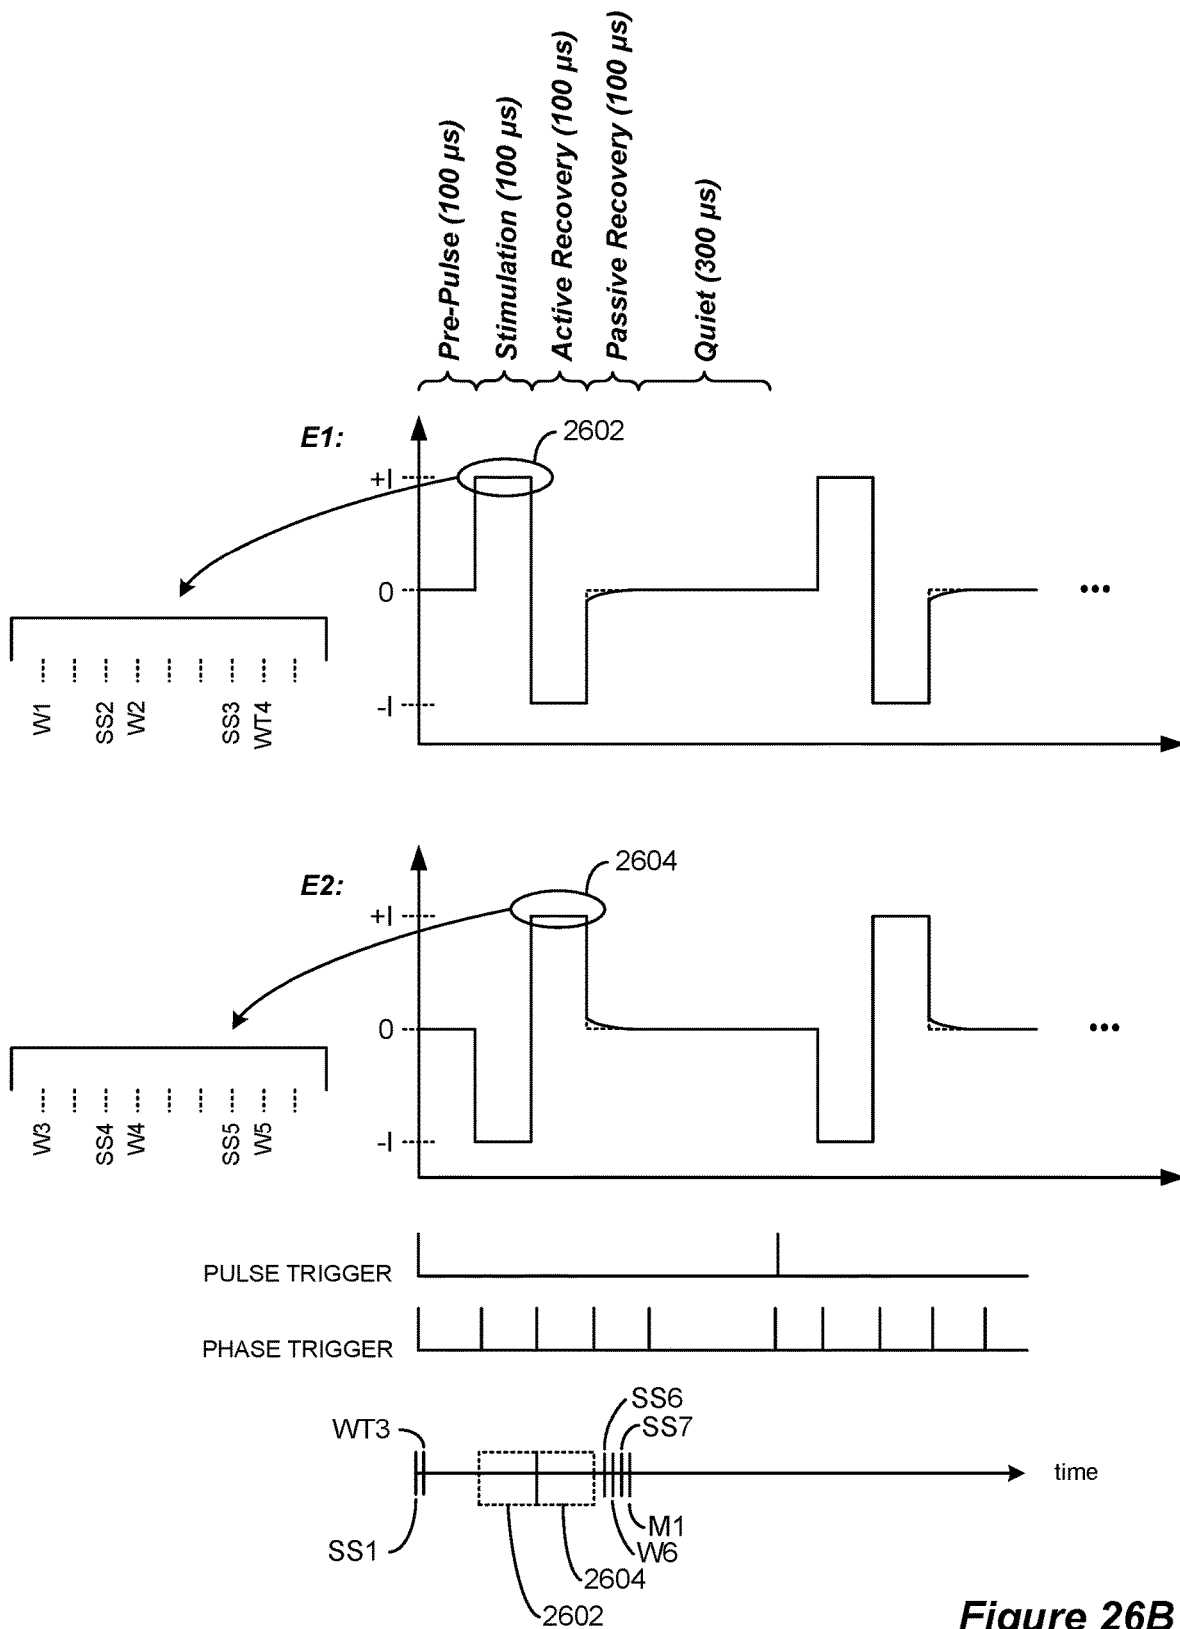 Pre-Pulse (100 µs)
Stimulation (100 µs)
Active Recovery (100 µs)
Passive Recovery (100 µs)
Quiet (300 µs)
E1:
2602
+I
0
-I
...
W1
SS2
W2
SS3
WT4
E2:
2604
+I
0
-I
...
W3
SS4
W4
SS5
W5
PULSE TRIGGER
PHASE TRIGGER
SS6
SS7
WT3
time
SS1
M1
W6
2604
2602
Figure 26B